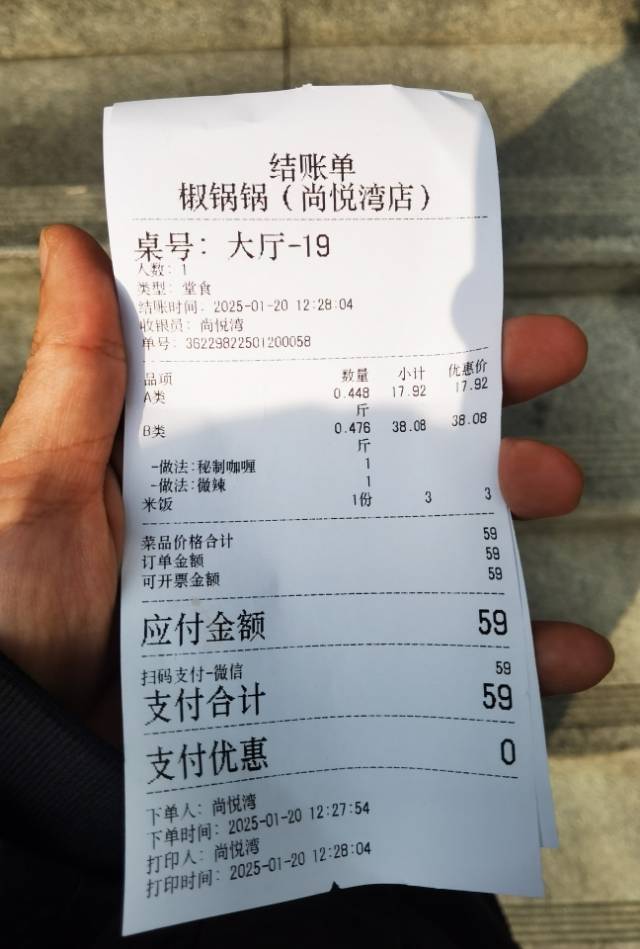 结账单
椒锅锅（尚悦湾店）
桌号：大厅-19
人数：1
类型：堂食
结账时间：2025-01-20 12:28:04
收银员：尚悦湾
单号：36229822501200058
品项 数量 小计 优惠价
A类 0.448 17.92 17.92
斤
B类 0.476 38.08 38.08
斤
-做法:秘制咖喱 1
-做法:微辣 1
米饭 1份 3 3
菜品价格合计 59
订单金额 59
可开票金额 59
应付金额 59
扫码支付-微信 59
支付合计 59
支付优惠 0
下单人：尚悦湾
下单时间：2025-01-20 12:27:54
打印人：尚悦湾
打印时间：2025-01-20 12:28:04